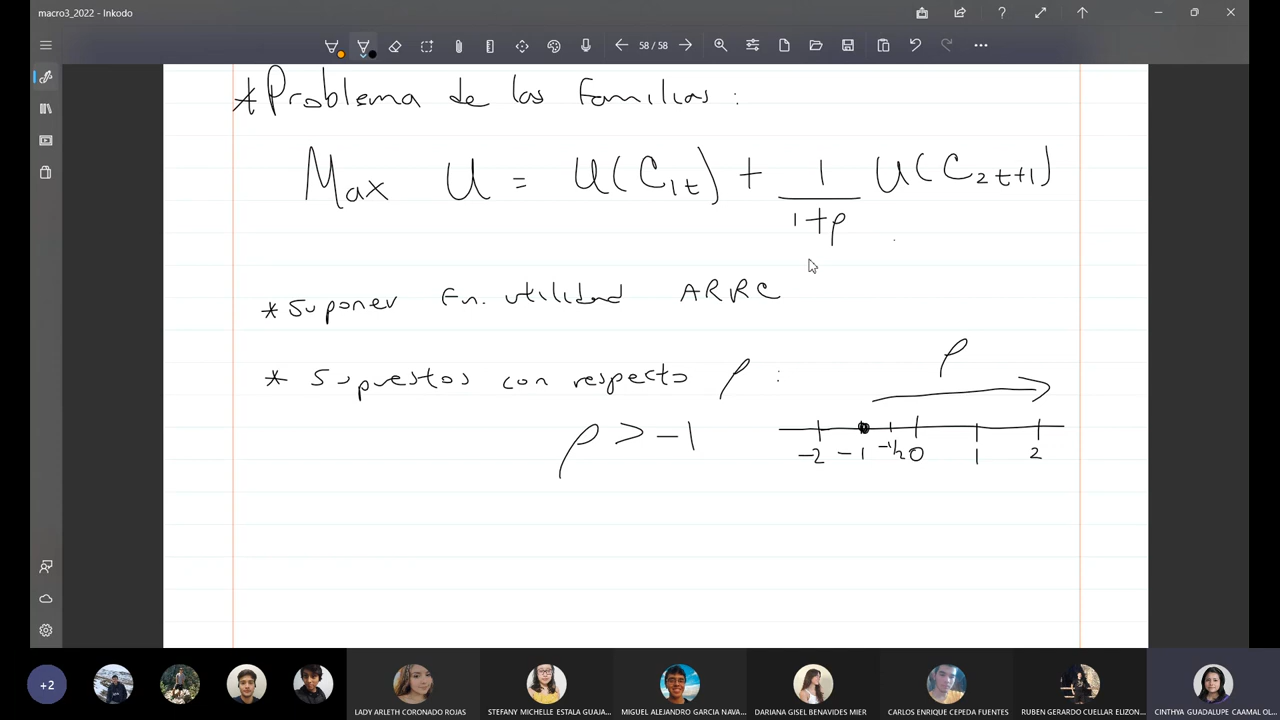 macro3_2022 - Inkodo
58 / 58
*Problema de las familias :
Max U = U(C1t) + 1/(1+ρ) U(C2t+1)
* Suponer Fn. utilidad ARRC
* Supuestos con respecto ρ :
ρ
ρ > -1
-2 -1 -1/2 0 1 2
+2
LADY ARLETH CORONADO ROJAS
STEFANY MICHELLE ESTALA GUAJA...
MIGUEL ALEJANDRO GARCIA NAVA...
DARIANA GISEL BENAVIDES MIER
CARLOS ENRIQUE CEPEDA FUENTES
RUBEN GERARDO CUELLAR ELIZON...
CINTHYA GUADALUPE CAAMAL OL...